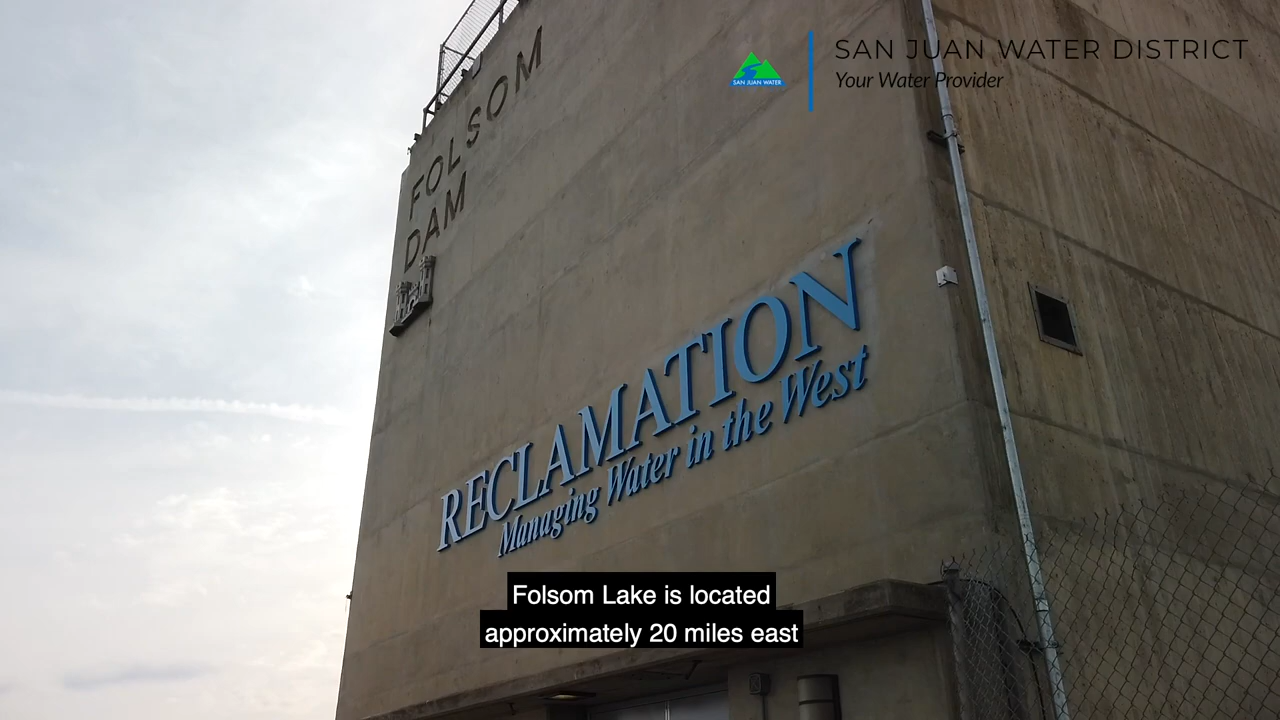 SAN JUAN WATER DISTRICT
Your Water Provider
SAN JUAN WATER
FOLSOM
DAM
RECLAMATION
Managing Water in the West
Folsom Lake is located
approximately 20 miles east